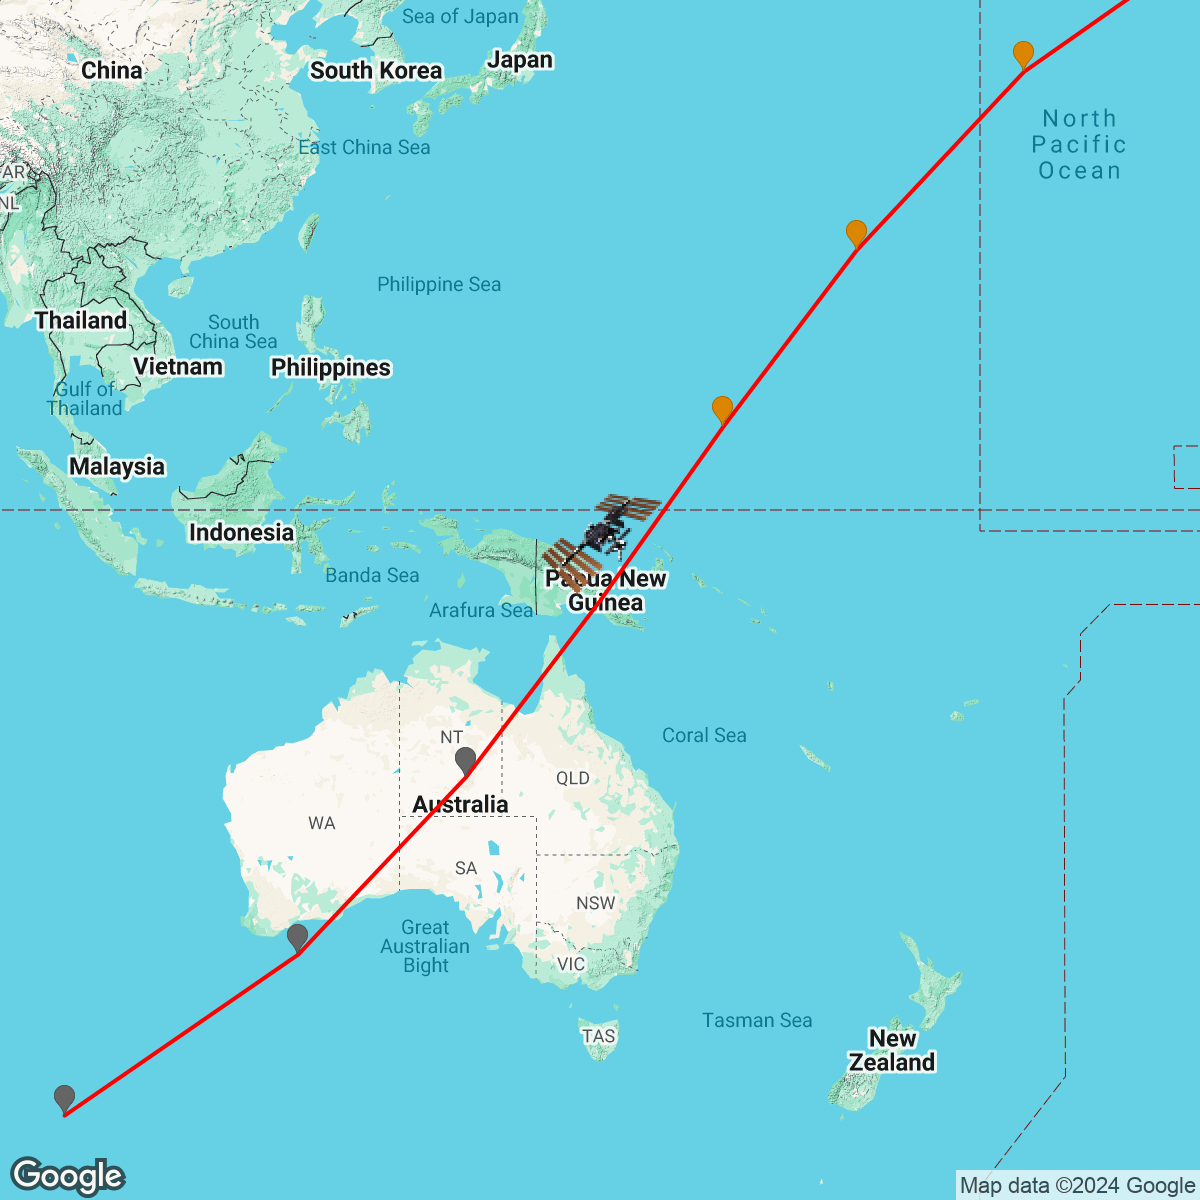 Sea of Japan
China
South Korea
Japan
North
Pacific
Ocean
East China Sea
AR
NL
Philippine Sea
Thailand
South
China Sea
Vietnam
Philippines
Gulf of
Thailand
Malaysia
Indonesia
Banda Sea
Papua New
Guinea
Arafura Sea
NT
Coral Sea
QLD
Australia
WA
SA
NSW
Great
Australian
Bight
VIC
Tasman Sea
TAS
New
Zealand
Google
Map data ©2024 Google